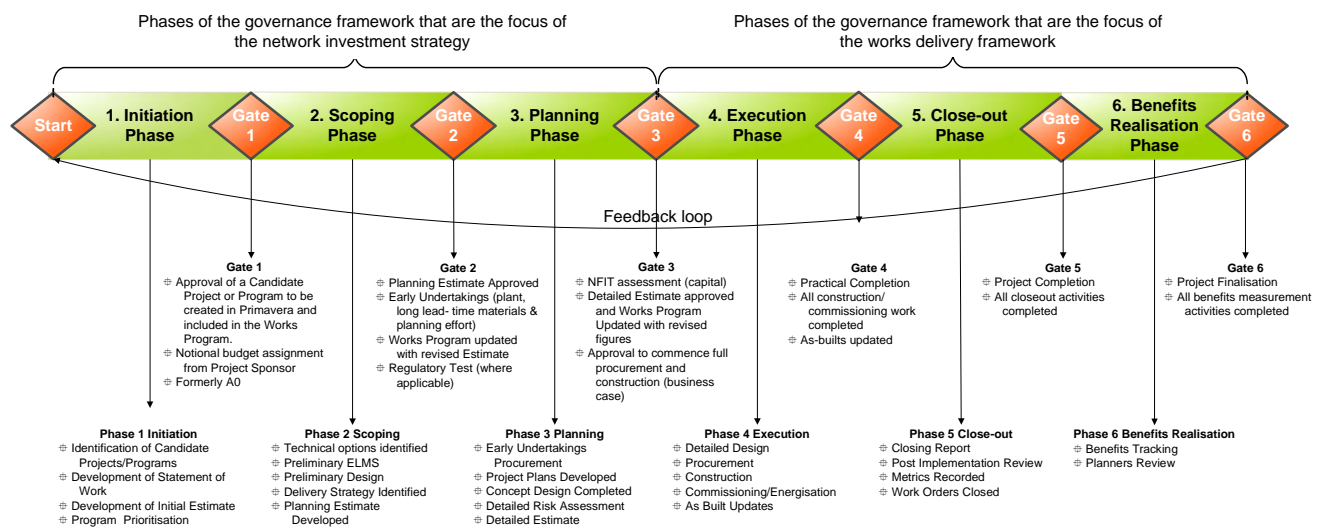 Phases of the governance framework that are the focus of
the network investment strategy
Phases of the governance framework that are the focus of
the works delivery framework
Start
1. Initiation
Phase
Gate
1
2. Scoping
Phase
Gate
2
3. Planning
Phase
Gate
3
4. Execution
Phase
Gate
4
5. Close-out
Phase
Gate
5
6. Benefits
Realisation
Phase
Gate
6
Feedback loop
Gate 1
Approval of a Candidate
Project or Program to be
created in Primavera and
included in the Works
Program.
Notional budget assignment
from Project Sponsor
Formerly A0
Gate 2
Planning Estimate Approved
Early Undertakings (plant,
long lead- time materials &
planning effort)
Works Program updated
with revised Estimate
Regulatory Test (where
applicable)
Gate 3
NFIT assessment (capital)
Detailed Estimate approved
and Works Program
Updated with revised
figures
Approval to commence full
procurement and
construction (business
case)
Gate 4
Practical Completion
All construction/
commissioning work
completed
As-builts updated
Gate 5
Project Completion
All closeout activities
completed
Gate 6
Project Finalisation
All benefits measurement
activities completed
Phase 1 Initiation
Identification of Candidate
Projects/Programs
Development of Statement of
Work
Development of Initial Estimate
Program Prioritisation
Phase 2 Scoping
Technical options identified
Preliminary ELMS
Preliminary Design
Delivery Strategy Identified
Planning Estimate
Developed
Phase 3 Planning
Early Undertakings
Procurement
Project Plans Developed
Concept Design Completed
Detailed Risk Assessment
Detailed Estimate
Phase 4 Execution
Detailed Design
Procurement
Construction
Commissioning/Energisation
As Built Updates
Phase 5 Close-out
Closing Report
Post Implementation Review
Metrics Recorded
Work Orders Closed
Phase 6 Benefits Realisation
Benefits Tracking
Planners Review